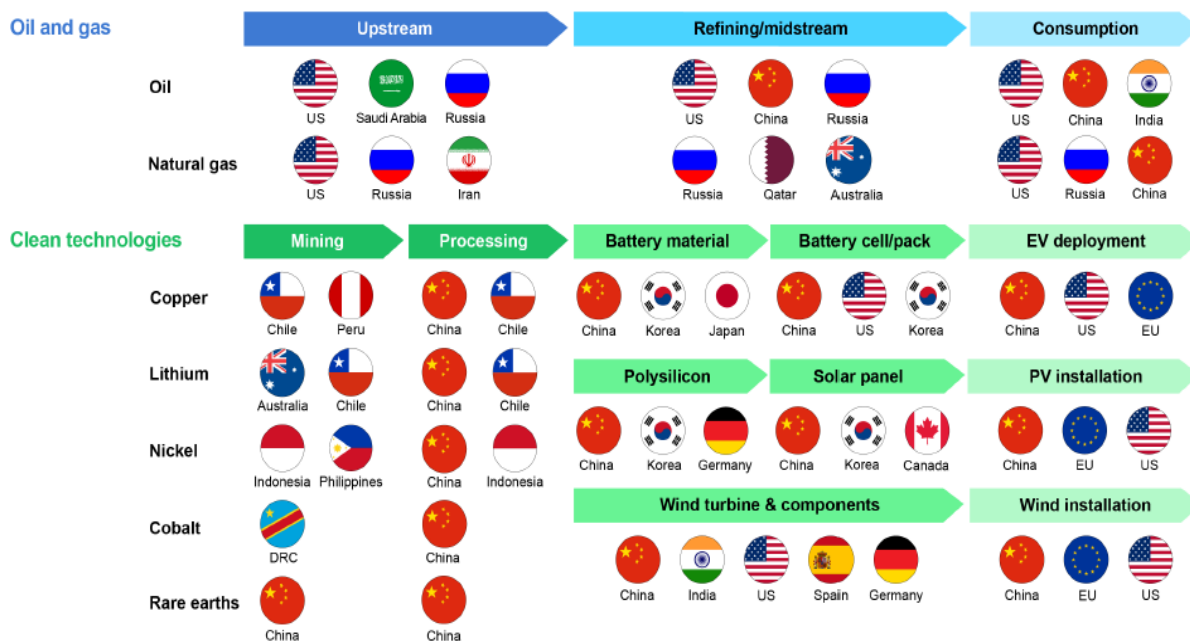 Oil and gas
Upstream Refining/midstream Consumption
Oil
US Saudi Arabia Russia US China Russia US China India
Natural gas
US Russia Iran Russia Qatar Australia US Russia China
Clean technologies
Mining Processing Battery material Battery cell/pack EV deployment
Copper
Chile Peru China Chile China Korea Japan China US Korea China US EU
Lithium
Polysilicon Solar panel PV installation
Australia Chile China Chile
Nickel
China Korea Germany China Korea Canada China EU US
Indonesia Philippines China Indonesia
Wind turbine & components Wind installation
Cobalt
DRC China
China India US Spain Germany China EU US
Rare earths
China China